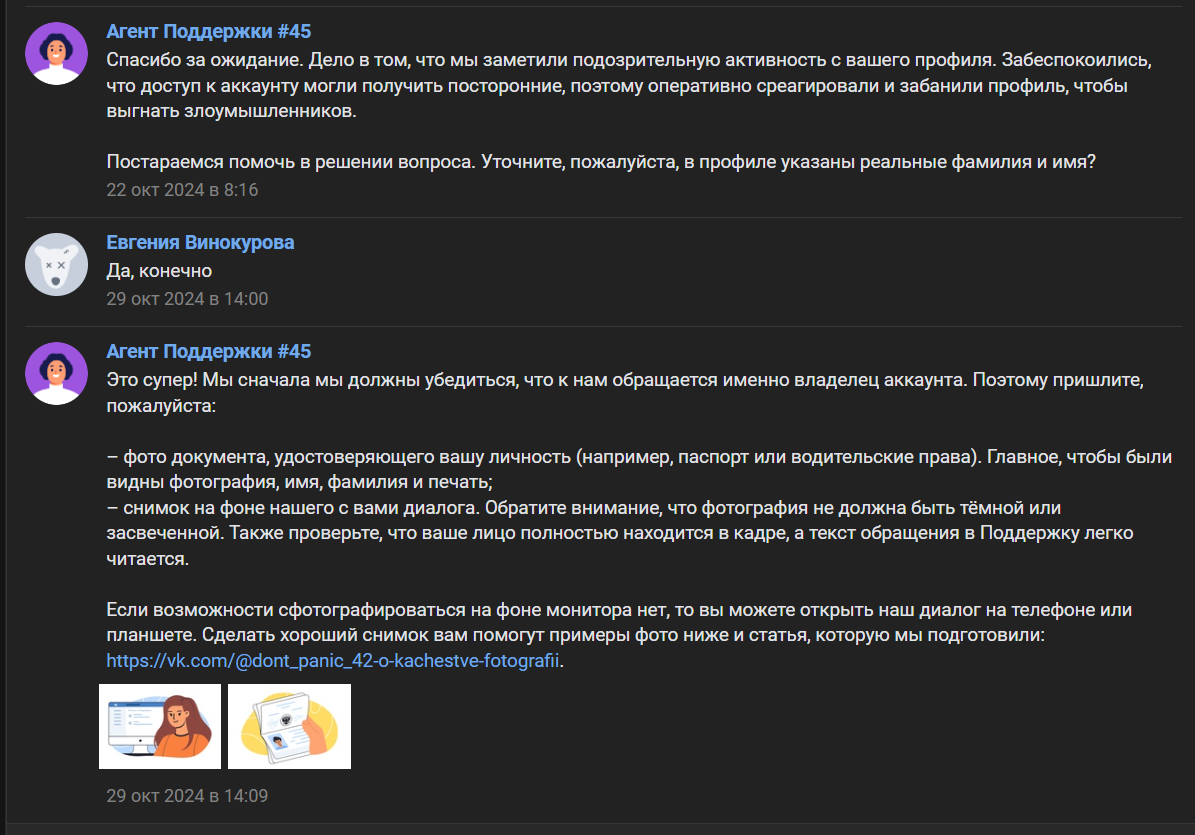 Агент Поддержки #45
Спасибо за ожидание. Дело в том, что мы заметили подозрительную активность с вашего профиля. Забеспокоились,
что доступ к аккаунту могли получить посторонние, поэтому оперативно среагировали и забанили профиль, чтобы
выгнать злоумышленников.
Постараемся помочь в решении вопроса. Уточните, пожалуйста, в профиле указаны реальные фамилия и имя?
22 окт 2024 в 8:16
Евгения Винокурова
Да, конечно
29 окт 2024 в 14:00
Агент Поддержки #45
Это супер! Мы сначала мы должны убедиться, что к нам обращается именно владелец аккаунта. Поэтому пришлите,
пожалуйста:
– фото документа, удостоверяющего вашу личность (например, паспорт или водительские права). Главное, чтобы были
видны фотография, имя, фамилия и печать;
– снимок на фоне нашего с вами диалога. Обратите внимание, что фотография не должна быть тёмной или
засвеченной. Также проверьте, что ваше лицо полностью находится в кадре, а текст обращения в Поддержку легко
читается.
Если возможности сфотографироваться на фоне монитора нет, то вы можете открыть наш диалог на телефоне или
планшете. Сделать хороший снимок вам помогут примеры фото ниже и статья, которую мы подготовили:
https://vk.com/@dont_panic_42-o-kachestve-fotografii.
29 окт 2024 в 14:09